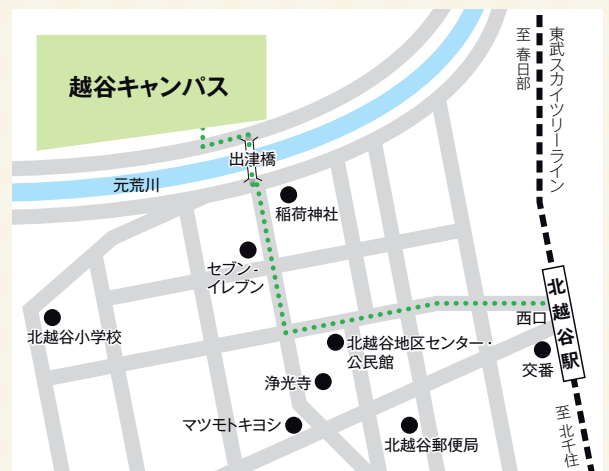 越谷キャンパス
至 春日部
東武スカイツリーライン
出津橋
元荒川
稲荷神社
セブン-
イレブン
北越谷駅
西口
北越谷小学校
北越谷地区センター・
公民館
交番
浄光寺
マツモトキヨシ
北越谷郵便局
至 北千住